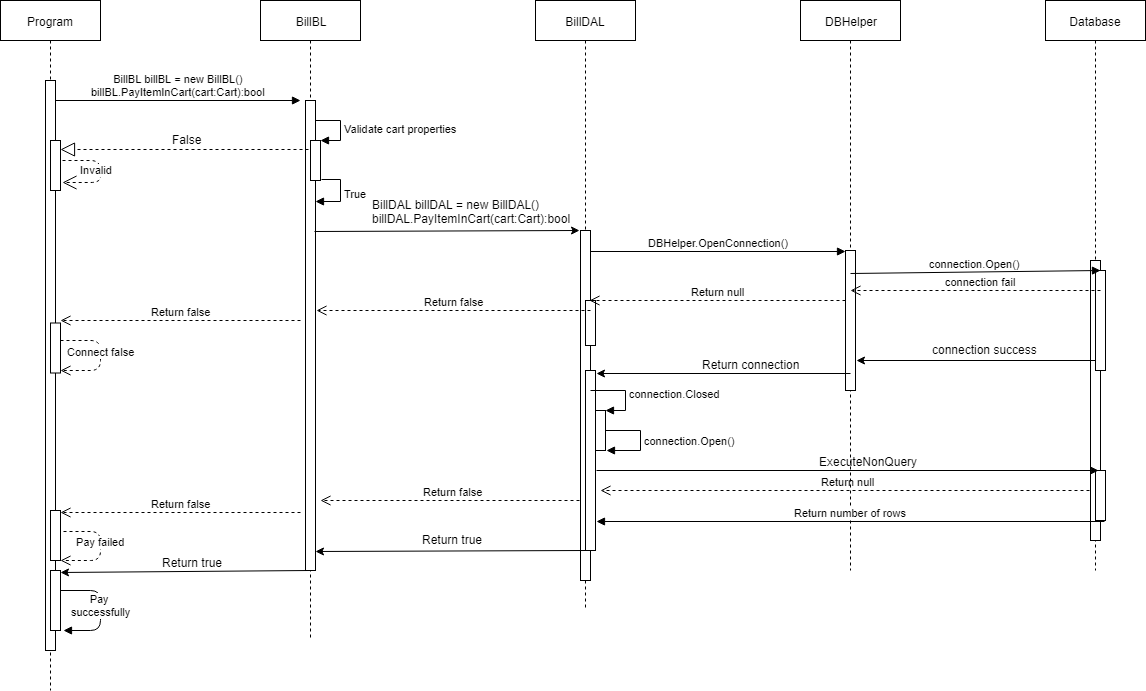 Program
BillBL
BillDAL
DBHelper
Database
BillBL billBL = new BillBL()
billBL.PayItemInCart(cart:Cart):bool
Validate cart properties
False
Invalid
True
BillDAL billDAL = new BillDAL()
billDAL.PayItemInCart(cart:Cart):bool
DBHelper.OpenConnection()
connection.Open()
connection fail
Return null
Return false
Return false
Connect false
connection success
Return connection
connection.Closed
connection.Open()
ExecuteNonQuery
Return null
Return false
Return false
Return number of rows
Pay failed
Return true
Return true
Pay
successfully